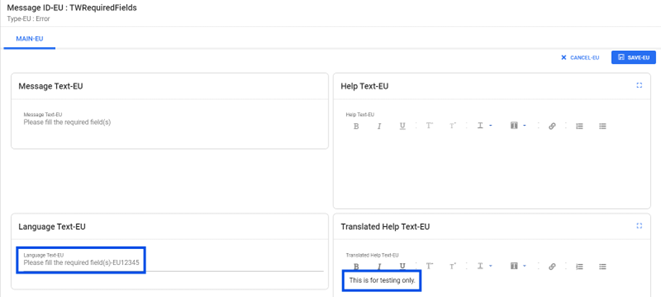 Message ID-EU : TWRequiredFields
Type-EU : Error
MAIN-EU
CANCEL-EU
SAVE-EU
Message Text-EU
Message Text-EU
Please fill the required field(s)
Help Text-EU
Help Text-EU
B I U
Language Text-EU
Language Text-EU
Please fill the required field(s)-EU12345
Translated Help Text-EU
Translated Help Text-EU
B I U
This is for testing only.